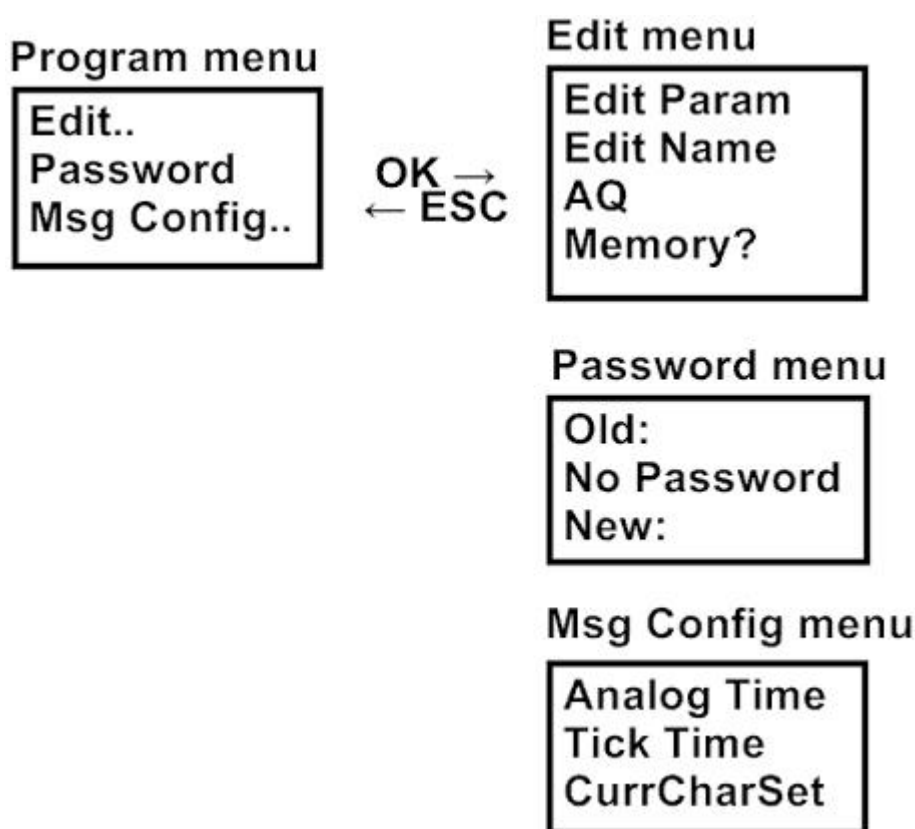 Program menu
Edit..
Password
Msg Config..
OK →
← ESC
Edit menu
Edit Param
Edit Name
AQ
Memory?
Password menu
Old:
No Password
New:
Msg Config menu
Analog Time
Tick Time
CurrCharSet